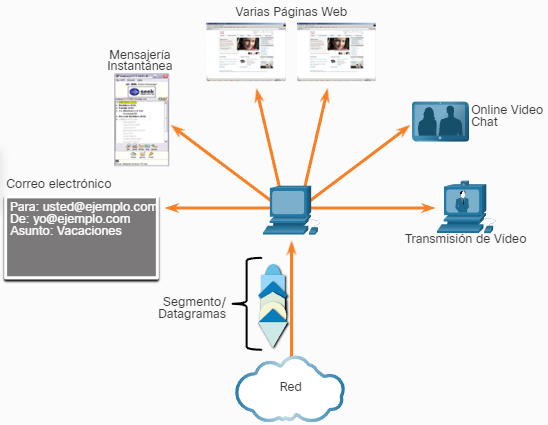 Varias Páginas Web
Mensajería
Instantánea
Online Video
Chat
Correo electrónico
Para: usted@ejemplo.com
De: yo@ejemplo.com
Asunto: Vacaciones
Transmisión de Vídeo
Segmento/
Datagramas
Red